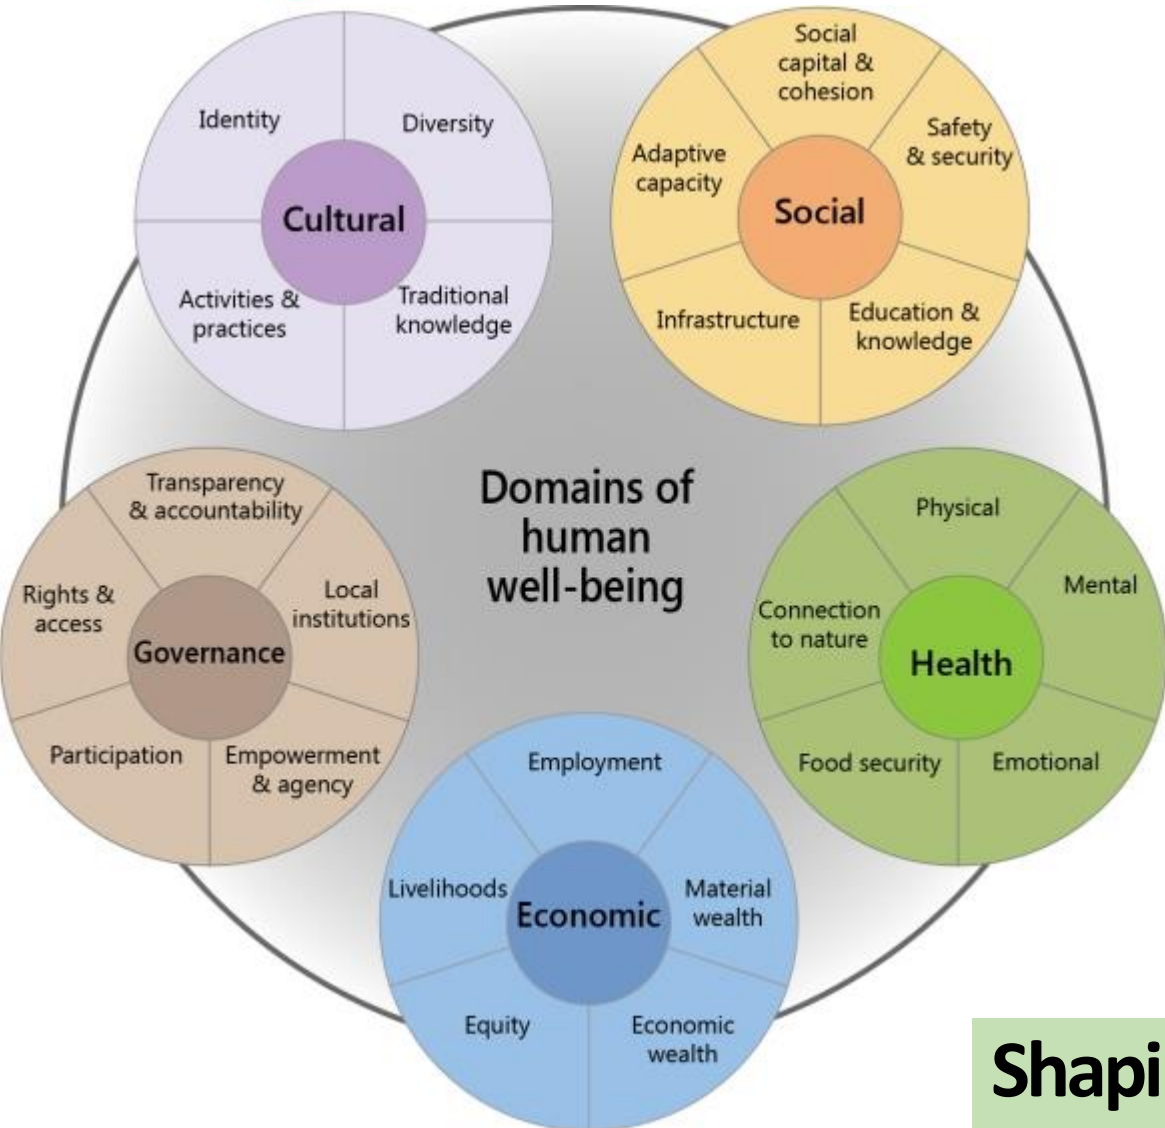 Identity
Diversity
Cultural
Activities &
practices
Traditional
knowledge
Social
capital &
cohesion
Safety
& security
Adaptive
capacity
Social
Infrastructure
Education &
knowledge
Domains of
human
well-being
Transparency
& accountability
Rights &
access
Local
institutions
Governance
Participation
Empowerment
& agency
Physical
Mental
Connection
to nature
Health
Food security
Emotional
Employment
Livelihoods
Material
wealth
Economic
Equity
Economic
wealth
Shapi